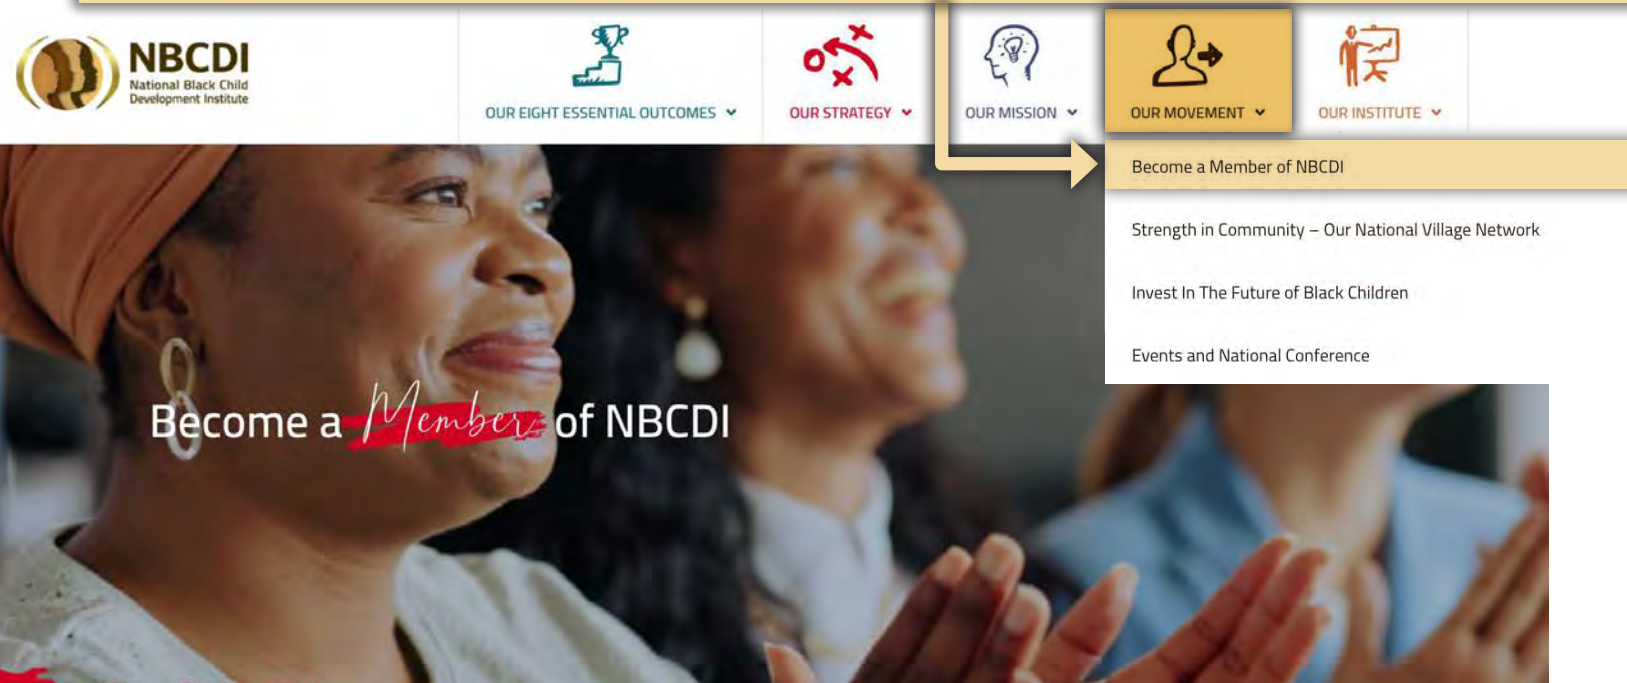 NBCDI
National Black Child
Development Institute
OUR EIGHT ESSENTIAL OUTCOMES
OUR STRATEGY
OUR MISSION
OUR MOVEMENT
OUR INSTITUTE
Become a Member of NBCDI
Strength in Community – Our National Village Network
Invest In The Future of Black Children
Events and National Conference
Become a Member of NBCDI